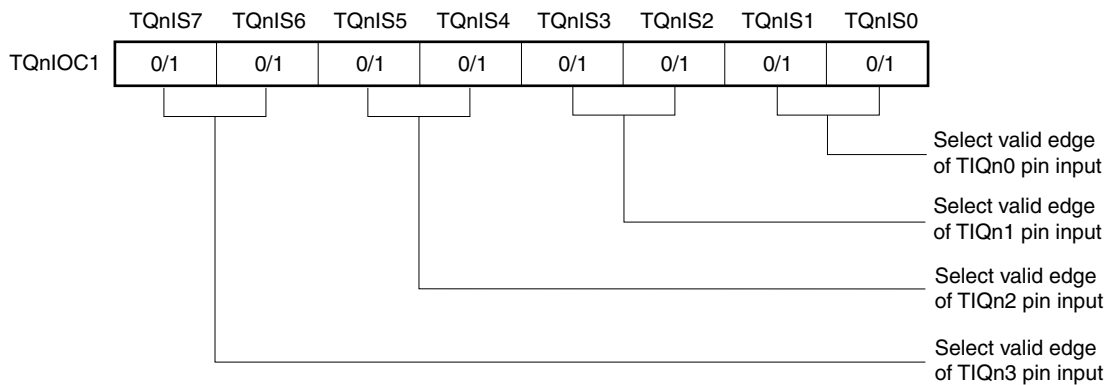 TQnIS7 TQnIS6 TQnIS5 TQnIS4 TQnIS3 TQnIS2 TQnIS1 TQnIS0
TQnIOC1 0/1 0/1 0/1 0/1 0/1 0/1 0/1 0/1
Select valid edge
of TIQn0 pin input
Select valid edge
of TIQn1 pin input
Select valid edge
of TIQn2 pin input
Select valid edge
of TIQn3 pin input